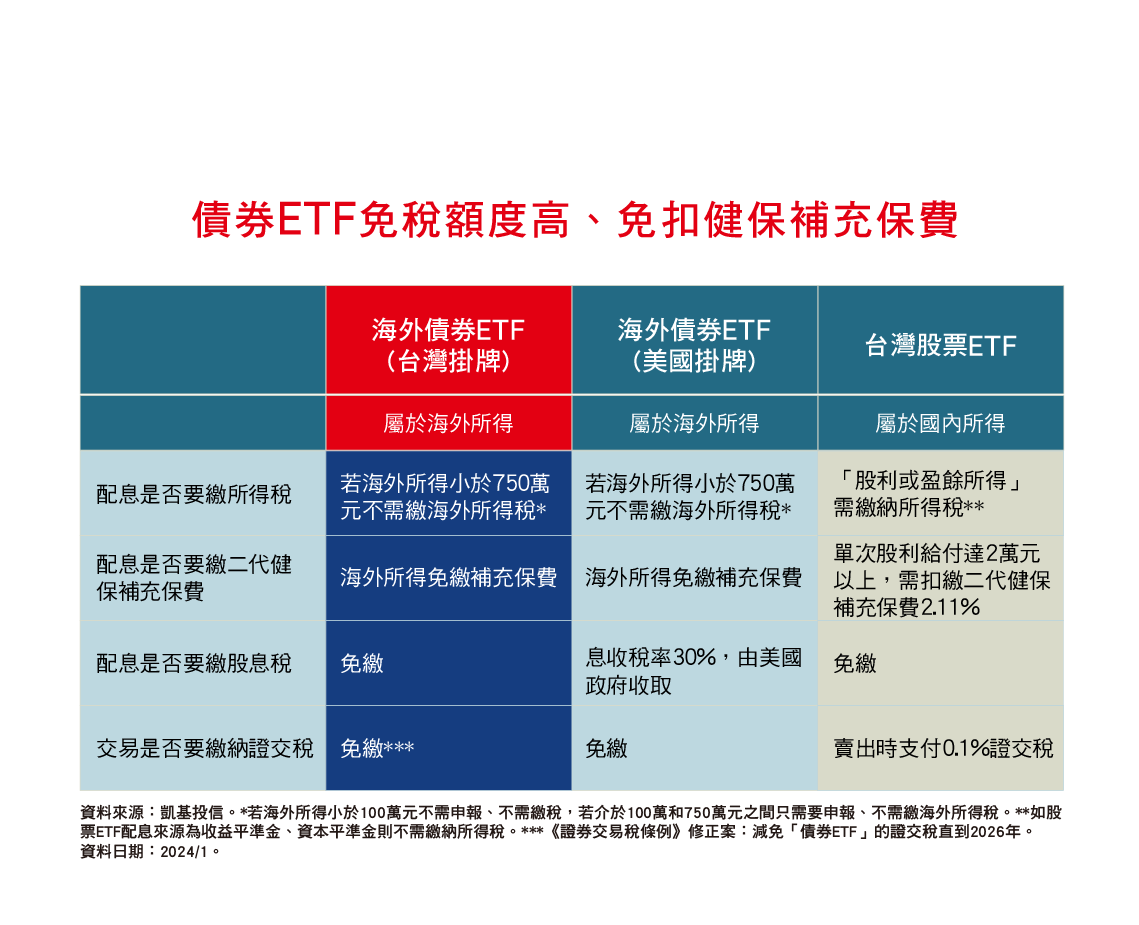 債券ETF免稅額度高、免扣健保補充保費
海外債券ETF
（台灣掛牌）
海外債券ETF
（美國掛牌）
台灣股票ETF
屬於海外所得
屬於海外所得
屬於國內所得
配息是否要繳所得稅
若海外所得小於750萬
元不需繳海外所得稅*
若海外所得小於750萬
元不需繳海外所得稅*
「股利或盈餘所得」
需繳納所得稅**
配息是否要繳二代健
保補充保費
海外所得免繳補充保費
海外所得免繳補充保費
單次股利給付達2萬元
以上，需扣繳二代健保
補充保費2.11%
配息是否要繳股息稅
免繳
息收稅率30%，由美國
政府收取
免繳
交易是否要繳納證交稅
免繳***
免繳
賣出時支付0.1%證交稅
資料來源：凱基投信。*若海外所得小於100萬元不需申報、不需繳稅，若介於100萬和750萬元之間只需要申報、不需繳海外所得稅。**如股
票ETF配息來源為收益平準金、資本平準金則不需繳納所得稅。***《證券交易稅條例》修正案：減免「債券ETF」的證交稅直到2026年。
資料日期：2024/1。